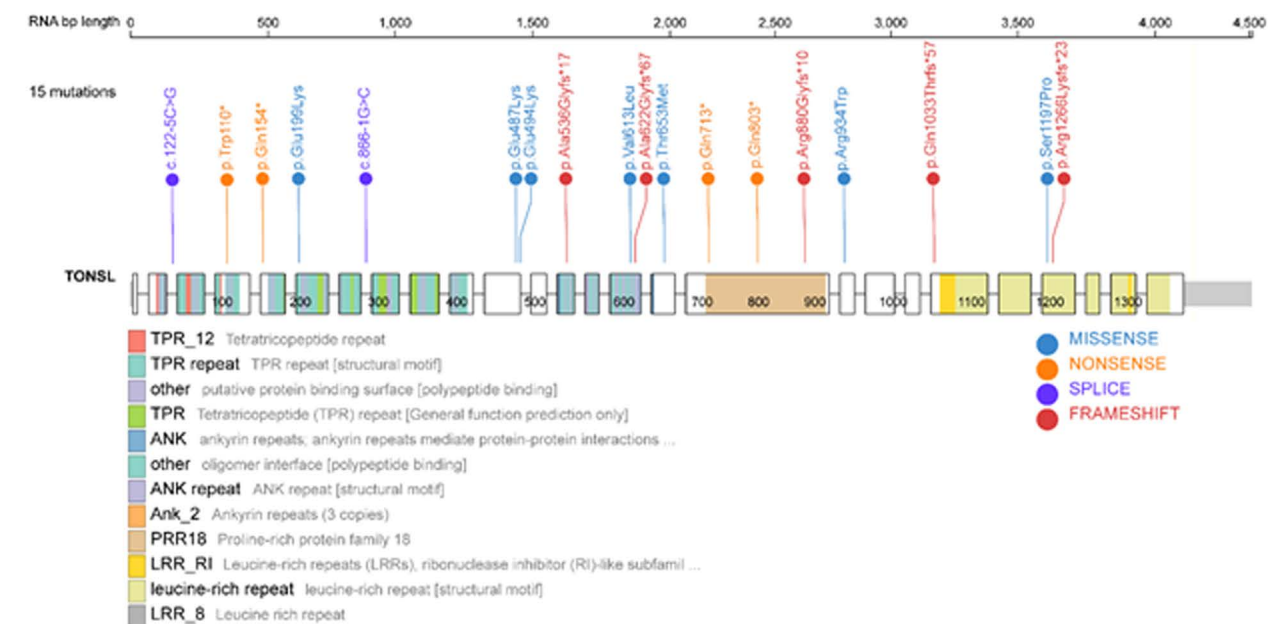 RNA bp length 0 500 1,000 1,500 2,000 2,500 3,000 3,500 4,000 4,500
15 mutations
c.122-5C>G
p.Trp110*
p.Gln154*
p.Glu199Lys
c.866-1G>C
p.Glu487Lys
p.Glu494Lys
p.Ala536Glyfs*17
p.Val613Leu
p.Ala622Glyfs*67
p.Thr653Met
p.Gln713*
p.Gln803*
p.Arg880Glyfs*10
p.Arg934Trp
p.Gln1033Thrfs*57
p.Ser1197Pro
p.Arg1266Lysfs*23
TONSL 100 200 300 400 500 600 700 800 900 1000 1100 1200 1300
TPR_12 Tetratricopeptide repeat
TPR repeat TPR repeat [structural motif]
other putative protein binding surface [polypeptide binding]
TPR Tetratricopeptide (TPR) repeat [General function prediction only]
ANK ankyrin repeats; ankyrin repeats mediate protein-protein interactions ...
other oligomer interface [polypeptide binding]
ANK repeat ANK repeat [structural motif]
Ank_2 Ankyrin repeats (3 copies)
PRR18 Proline-rich protein family 18
LRR_RI Leucine-rich repeats (LRRs), ribonuclease inhibitor (RI)-like subfamil ...
leucine-rich repeat leucine-rich repeat [structural motif]
LRR_8 Leucine rich repeat
MISSENSE
NONSENSE
SPLICE
FRAMESHIFT